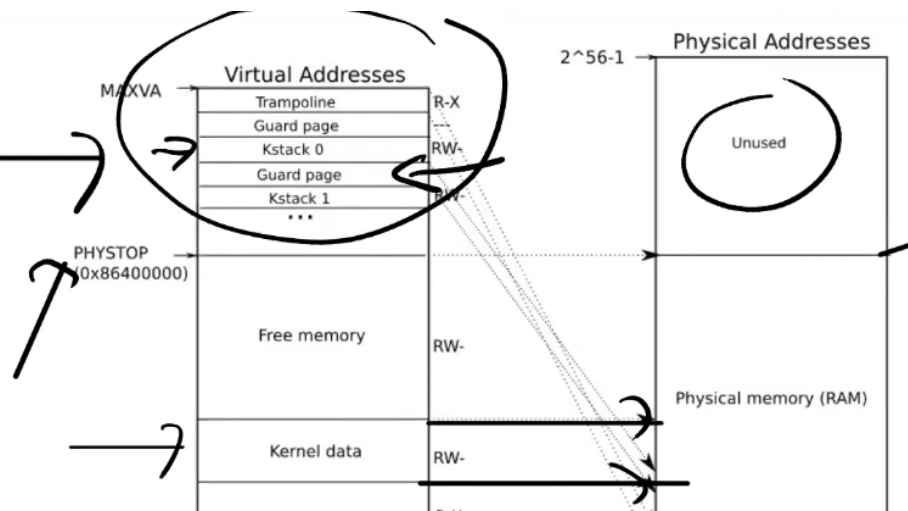 Physical Addresses
2^56-1
Virtual Addresses
MAXVA
Trampoline
R-X
Guard page
---
Unused
Kstack 0
RW-
Guard page
Kstack 1
RW-
...
PHYSTOP
(0x86400000)
Free memory
RW-
Physical memory (RAM)
Kernel data
RW-